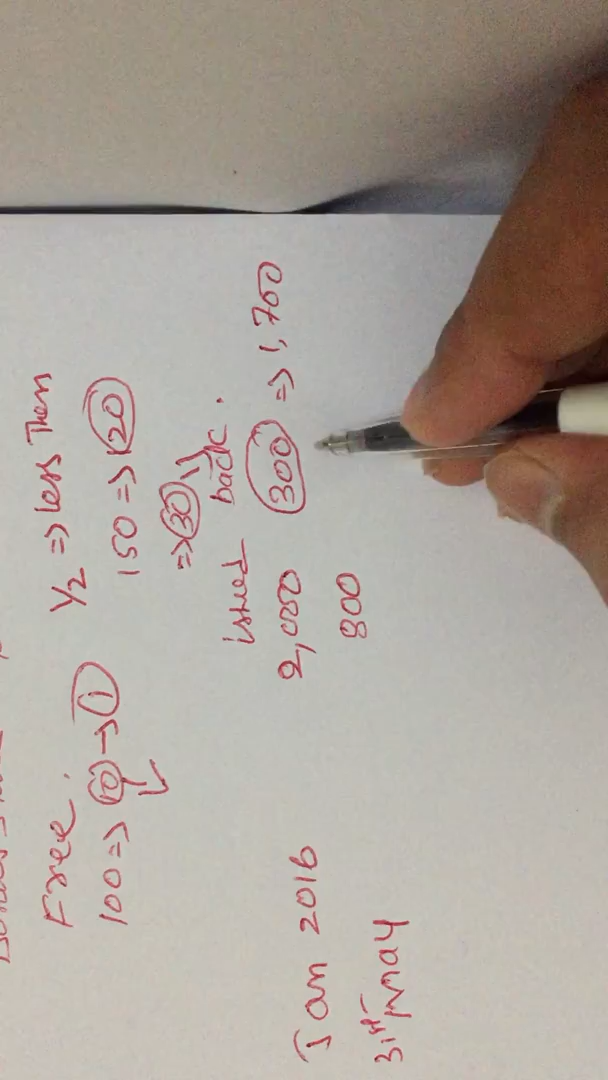 Free.
100 => 10 -> 1
1/2 => less them
150 => 120
=> 30 =>
issued back.
Jan 2016 2,000 300 => 1,700
31st may 800